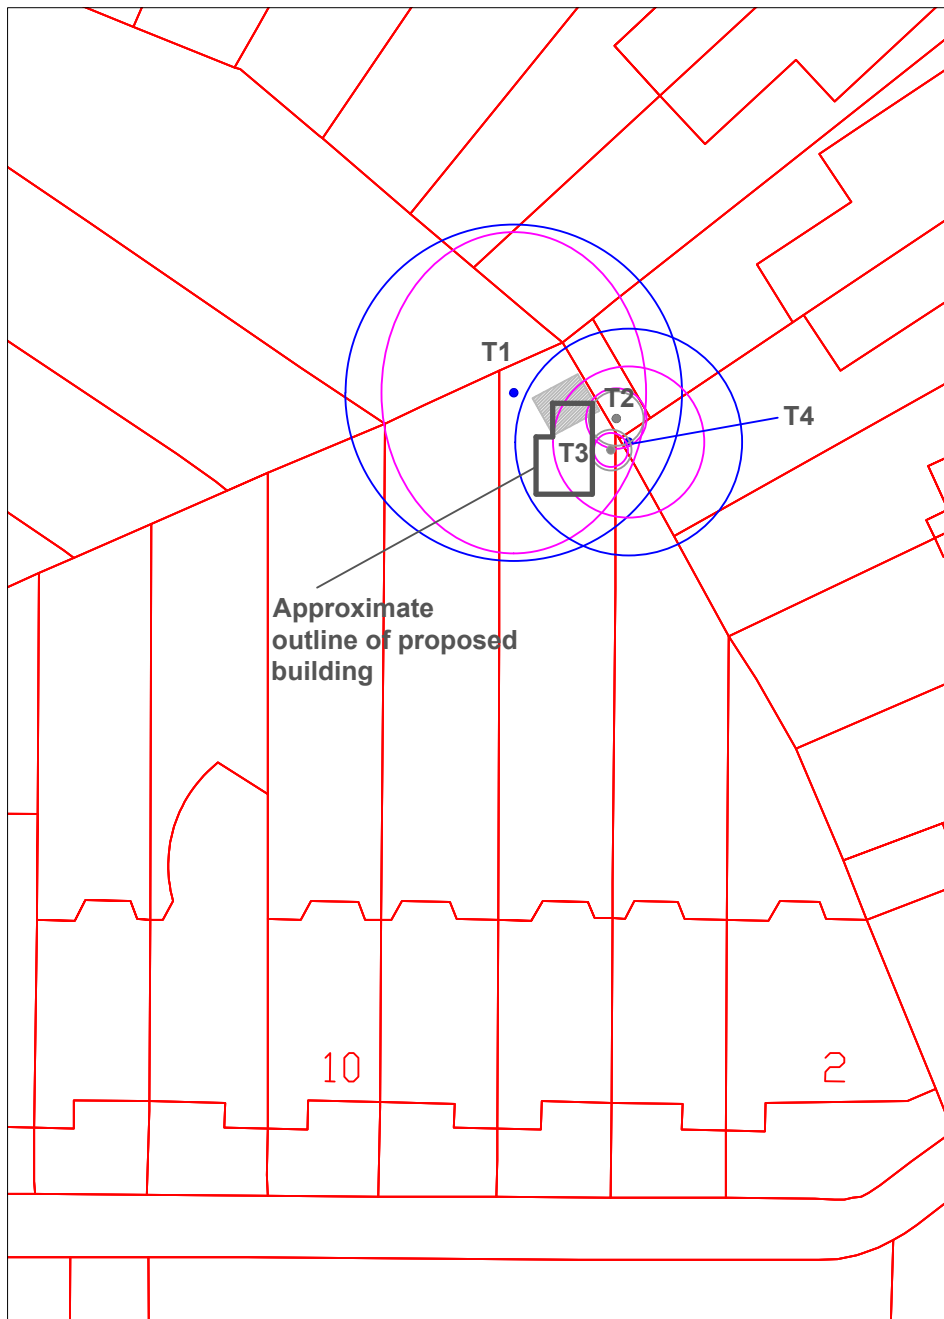 T1
T2
T4
T3
Approximate
outline of proposed
building
10
2